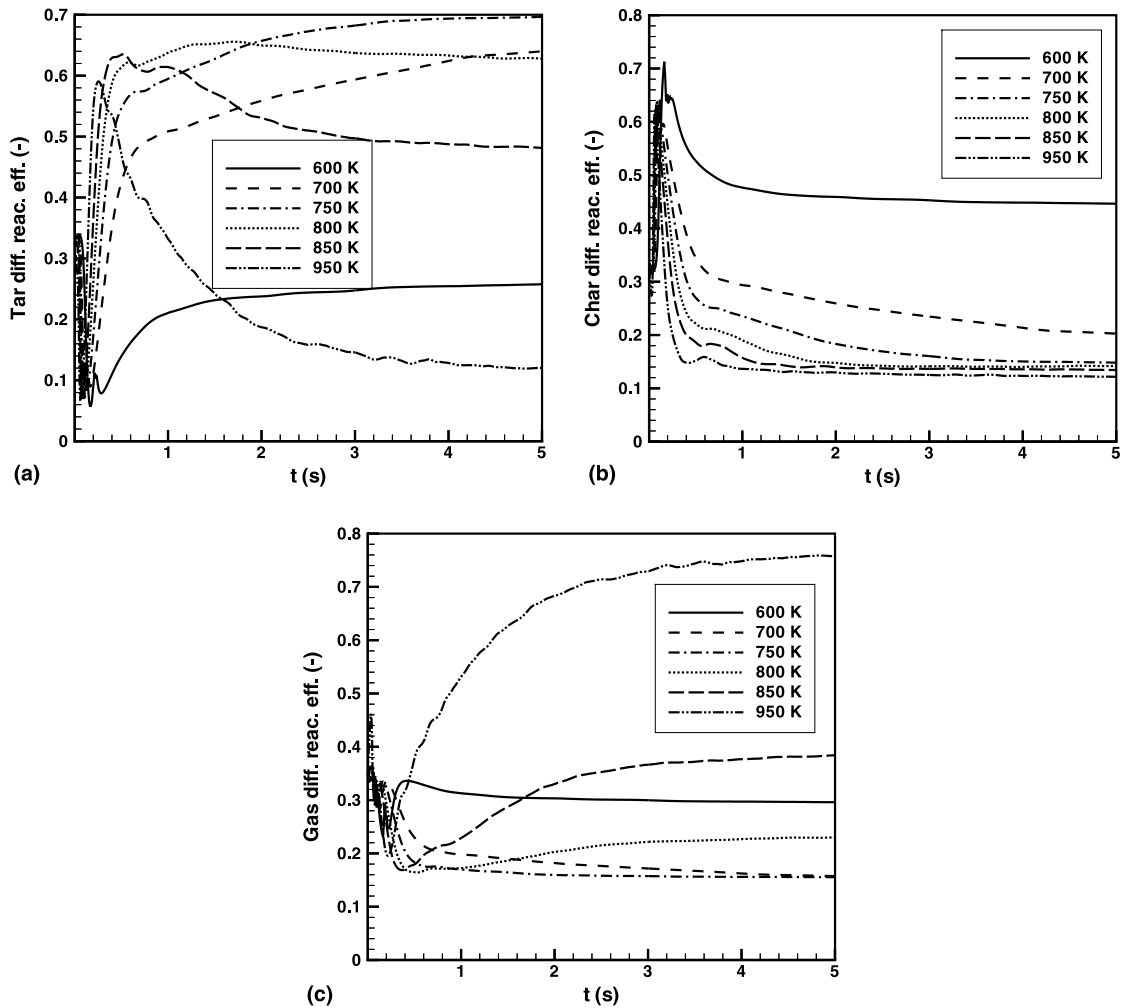 0.7
0.6
0.5
0.4
0.3
0.2
0.1
0
Tar diff. reac. eff. (-)
600 K
700 K
750 K
800 K
850 K
950 K
1 2 3 4 5
t (s)
(a)
0.8
0.7
0.6
0.5
0.4
0.3
0.2
0.1
0
Char diff. reac. eff. (-)
600 K
700 K
750 K
800 K
850 K
950 K
1 2 3 4 5
t (s)
(b)
0.8
0.7
0.6
0.5
0.4
0.3
0.2
0.1
0
Gas diff. reac. eff. (-)
600 K
700 K
750 K
800 K
850 K
950 K
1 2 3 4 5
t (s)
(c)